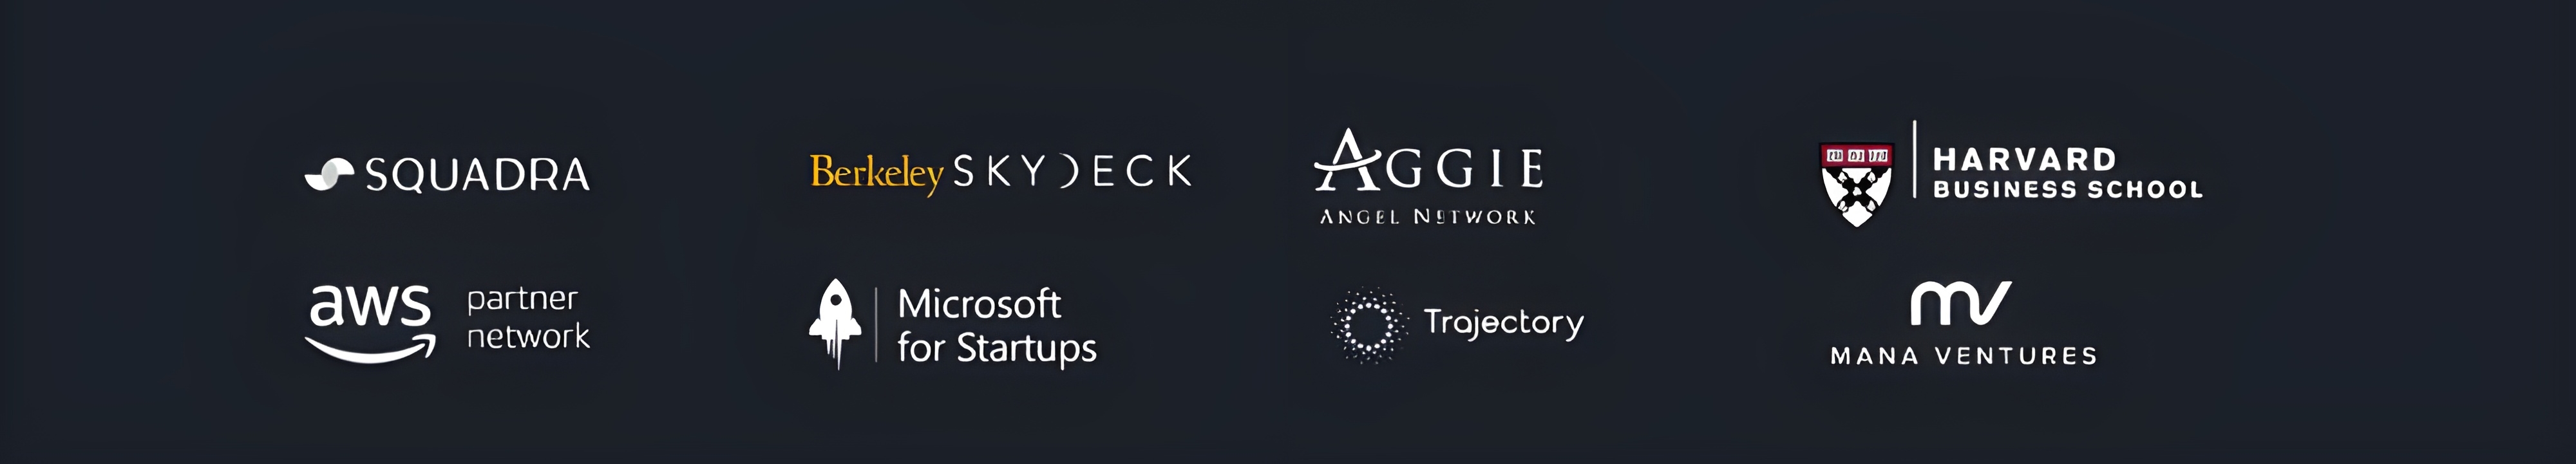 SQUADRA
Berkeley SKYDECK
AGGIE
ANGEL NETWORK
HARVARD
BUSINESS SCHOOL
aws partner
network
Microsoft
for Startups
Trajectory
mv
MANA VENTURES